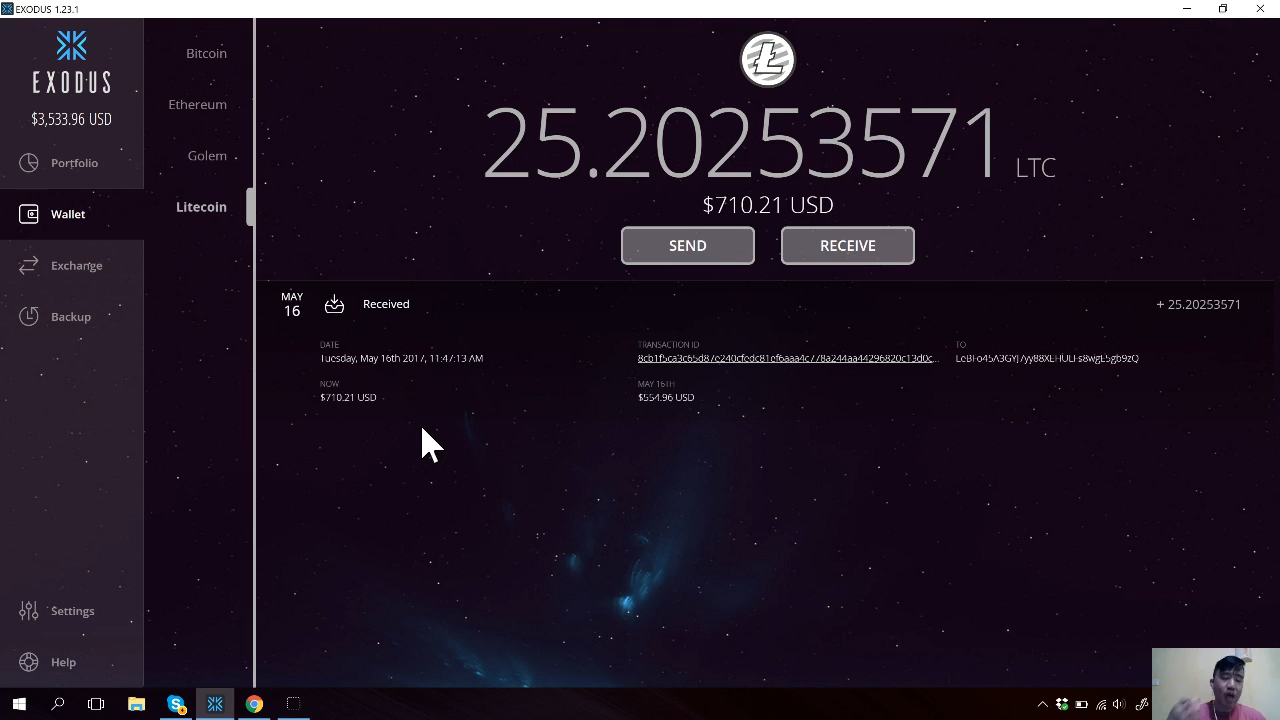 EXODUS 1.23.1
EXODUS
$3,533.96 USD
Portfolio
Wallet
Exchange
Backup
Settings
Help
Bitcoin
Ethereum
Golem
Litecoin
25.20253571 LTC
$710.21 USD
SEND RECEIVE
MAY 16 Received + 25.20253571
DATE TRANSACTION ID TO
Tuesday, May 16th 2017, 11:47:13 AM
NOW MAY 16TH
$710.21 USD $554.96 USD